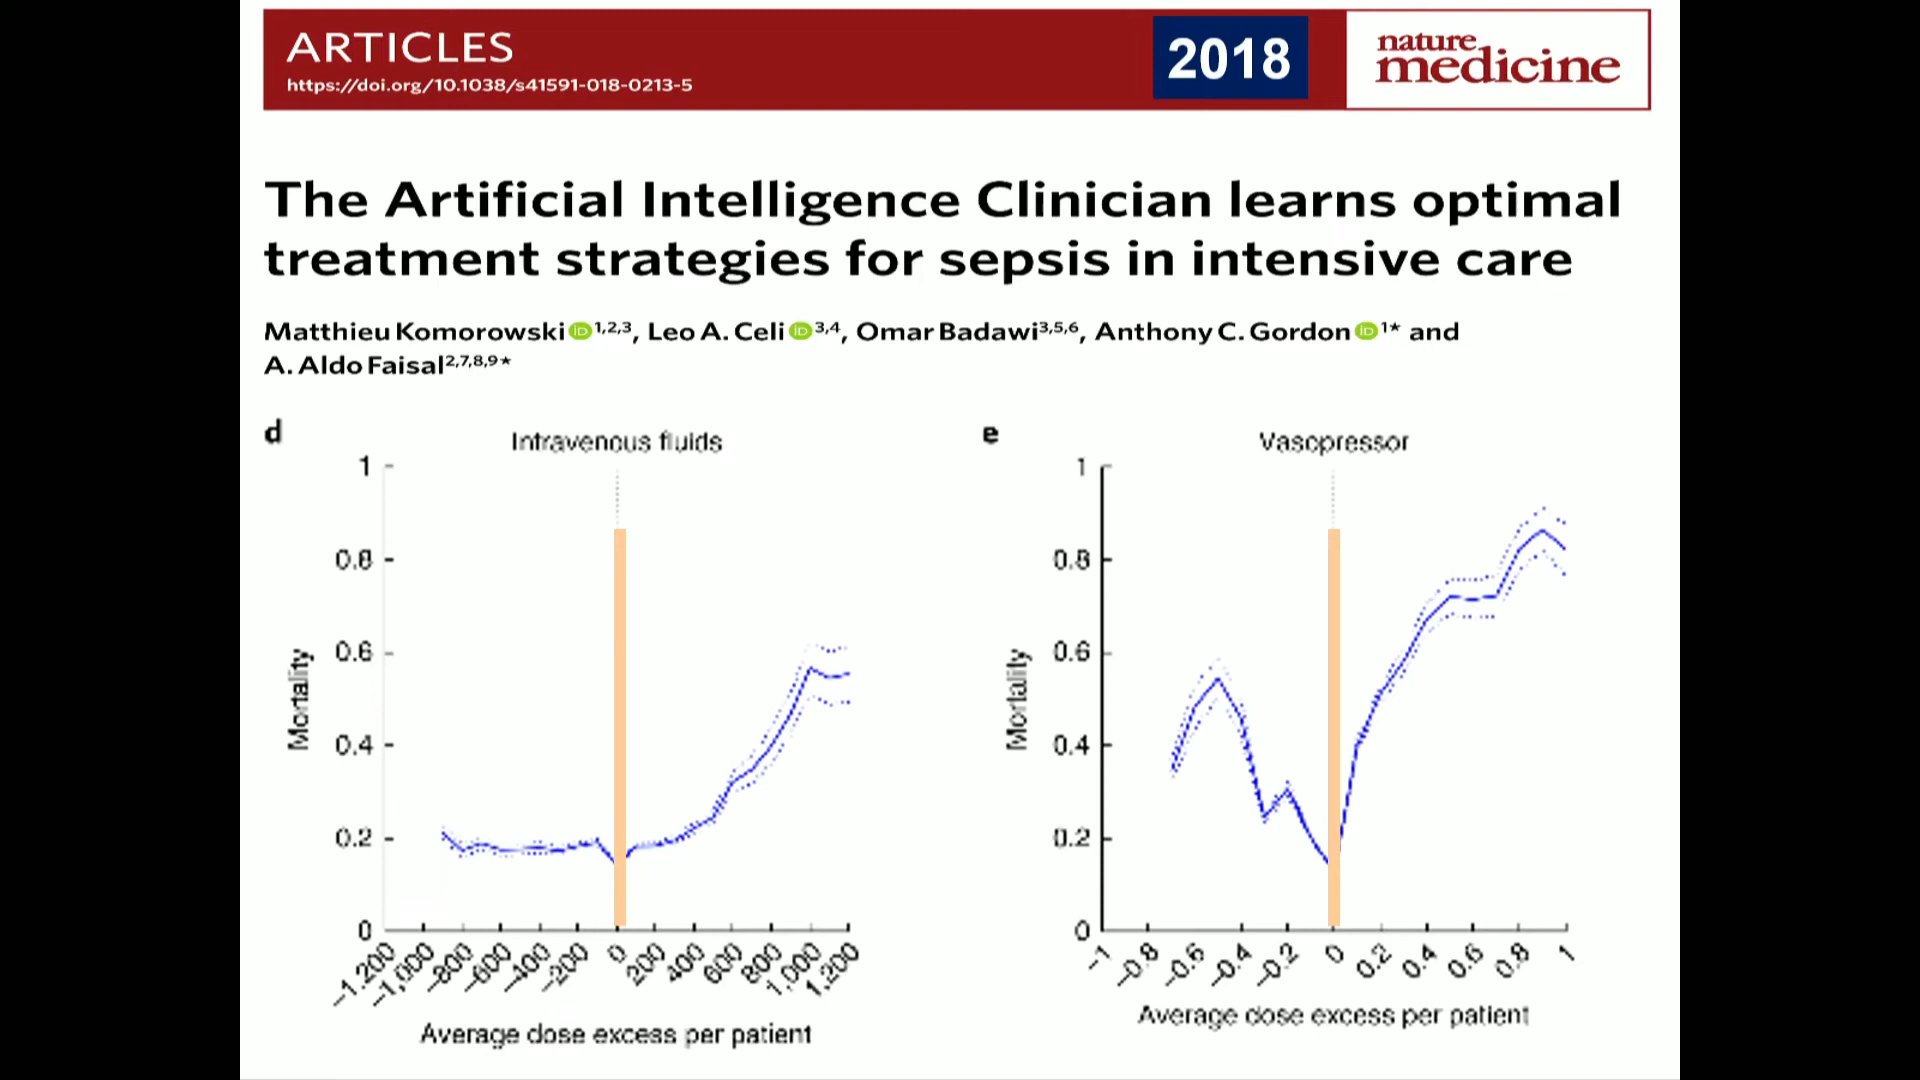 ARTICLES
https://doi.org/10.1038/s41591-018-0213-5
2018
nature
medicine
The Artificial Intelligence Clinician learns optimal
treatment strategies for sepsis in intensive care
Matthieu Komorowski iD 1,2,3, Leo A. Celi iD 3,4, Omar Badawi3,5,6, Anthony C. Gordon iD 1* and
A. Aldo Faisal2,7,8,9*
d
Intravenous fluids
1
0.8
0.6
0.4
0.2
0
Mortality
−1,200 −1,000 −800 −600 −400 −200 0 200 400 600 800 1,000 1,200
Average dose excess per patient
e
Vasopressor
1
0.8
0.6
0.4
0.2
0
Mortality
−1 −0.8 −0.6 −0.4 −0.2 0 0.2 0.4 0.6 0.8 1
Average dose excess per patient